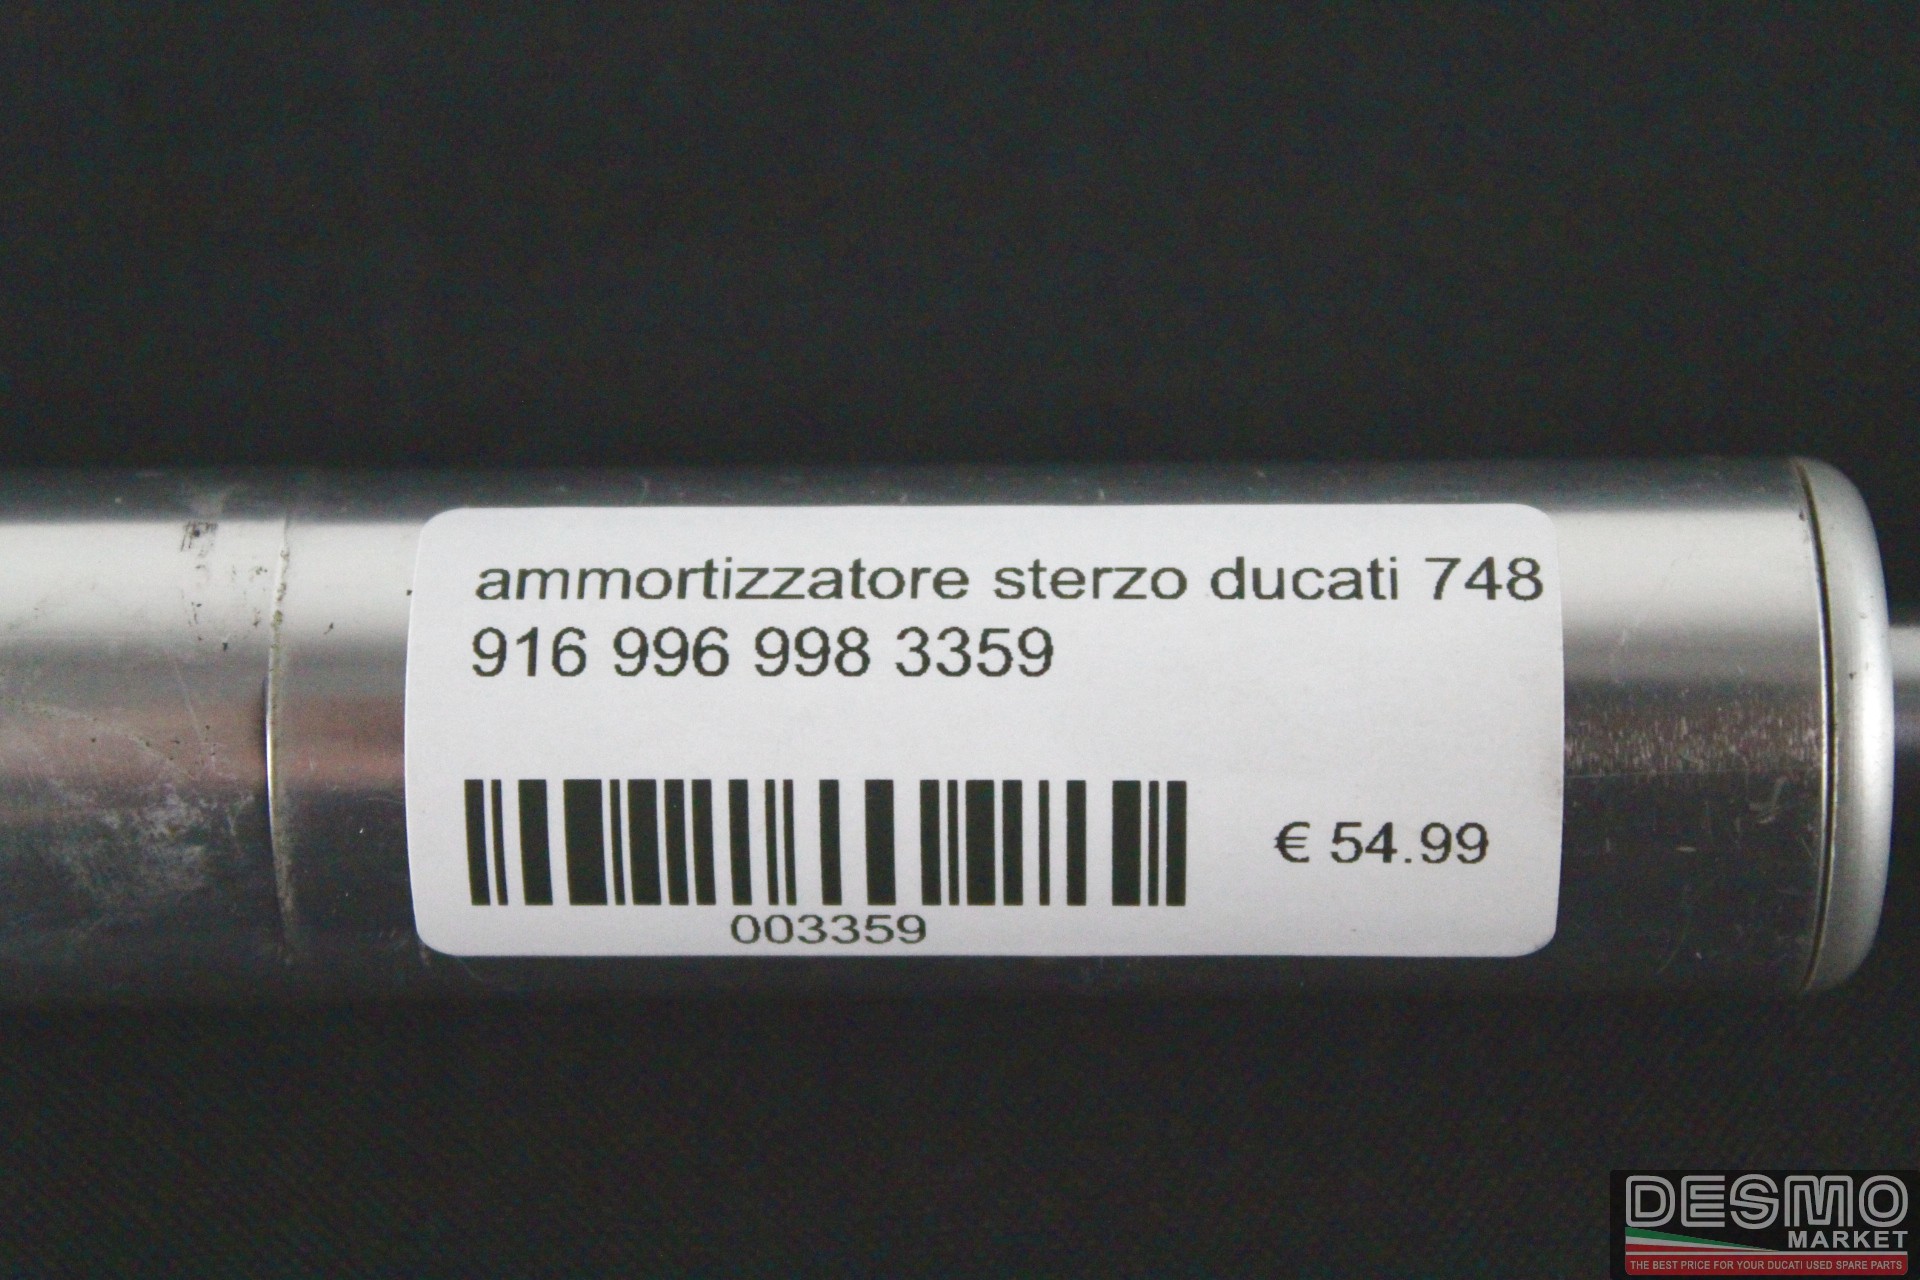 ammortizzatore sterzo ducati 748
916 996 998 3359
€ 54.99
003359
DESMO
MARKET
THE BEST PRICE FOR YOUR DUCATI USED SPARE PARTS